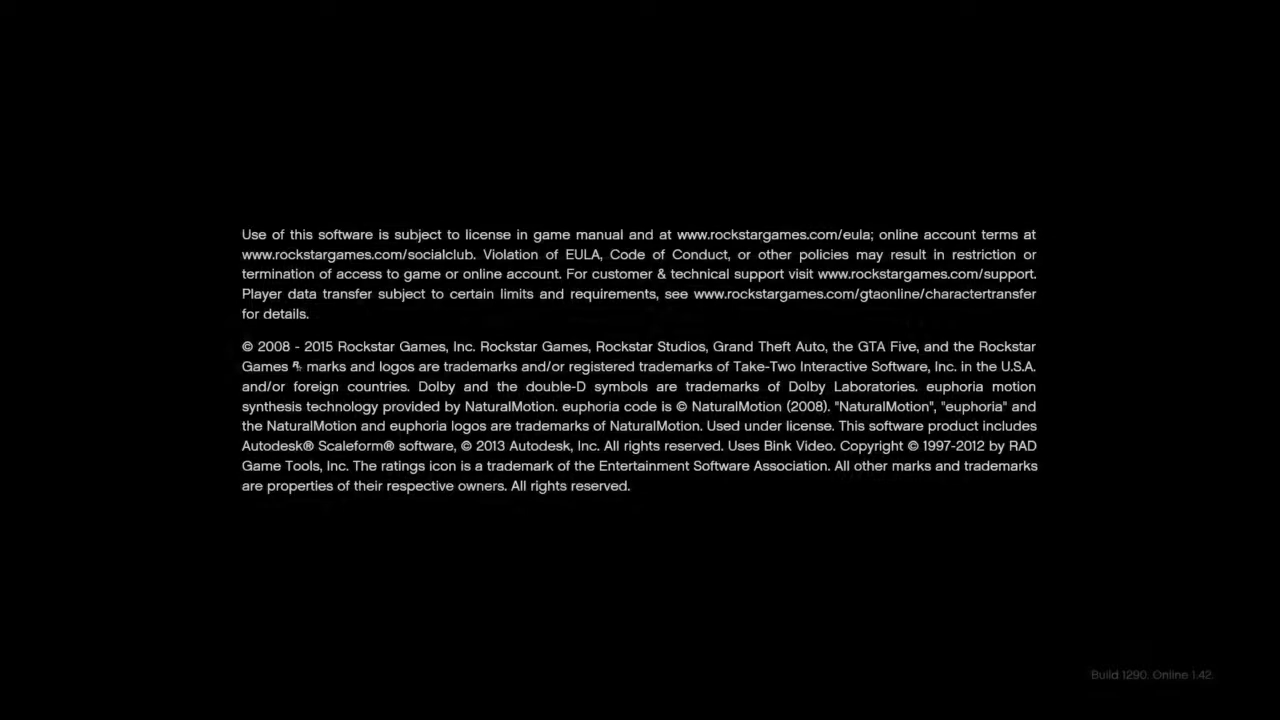 Use of this software is subject to license in game manual and at www.rockstargames.com/eula; online account terms at
www.rockstargames.com/socialclub. Violation of EULA, Code of Conduct, or other policies may result in restriction or
termination of access to game or online account. For customer & technical support visit www.rockstargames.com/support.
Player data transfer subject to certain limits and requirements, see www.rockstargames.com/gtaonline/charactertransfer
for details.
© 2008 - 2015 Rockstar Games, Inc. Rockstar Games, Rockstar Studios, Grand Theft Auto, the GTA Five, and the Rockstar
Games R* marks and logos are trademarks and/or registered trademarks of Take-Two Interactive Software, Inc. in the U.S.A.
and/or foreign countries. Dolby and the double-D symbols are trademarks of Dolby Laboratories. euphoria motion
synthesis technology provided by NaturalMotion. euphoria code is © NaturalMotion (2008). "NaturalMotion", "euphoria" and
the NaturalMotion and euphoria logos are trademarks of NaturalMotion. Used under license. This software product includes
Autodesk® Scaleform® software, © 2013 Autodesk, Inc. All rights reserved. Uses Bink Video. Copyright © 1997-2012 by RAD
Game Tools, Inc. The ratings icon is a trademark of the Entertainment Software Association. All other marks and trademarks
are properties of their respective owners. All rights reserved.
Build 1290. Online 1.42.